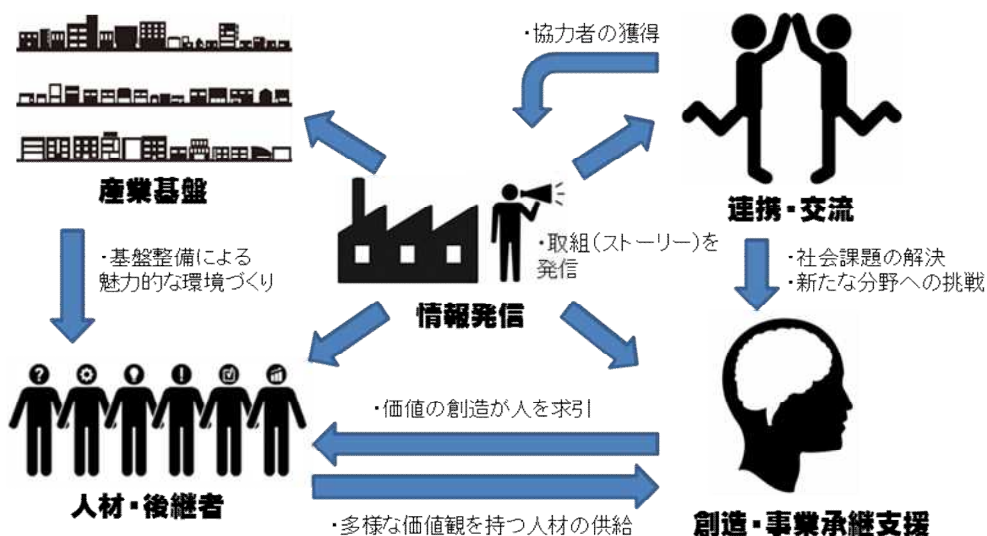 ・協力者の獲得
産業基盤
連携・交流
・基盤整備による
魅力的な環境づくり
・取組(ストーリー)を
発信
・社会課題の解決
・新たな分野への挑戦
情報発信
・価値の創造が人を求引
人材・後継者
・多様な価値観を持つ人材の供給
創造・事業承継支援